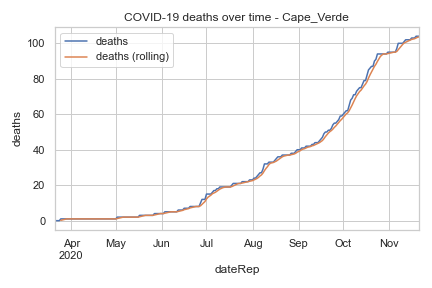 COVID-19 deaths over time - Cape_Verde
deaths
deaths (rolling)
100
80
60
40
20
0
deaths
Apr May Jun Jul Aug Sep Oct Nov
2020
dateRep